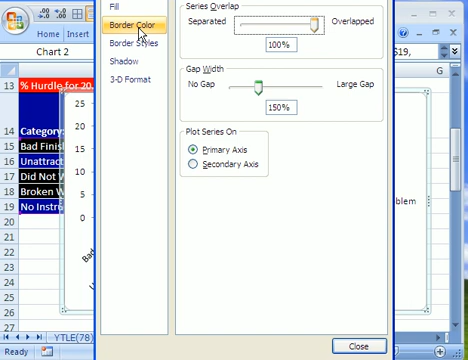 Fill
Border Color
Border Styles
Shadow
3-D Format
Series Overlap
Separated
Overlapped
100%
Gap Width
No Gap
Large Gap
150%
Plot Series On
Primary Axis
Secondary Axis
Close
Home
Insert
Chart 2
$19,
G
13
% Hurdle for 20
14
Category:
15
Bad Finis
16
Unattract
17
Did Not W
18
Broken W
19
No Instru
20
21
22
23
24
25
26
27
25
20
15
10
5
0
blem
YTLE(78)
Ready